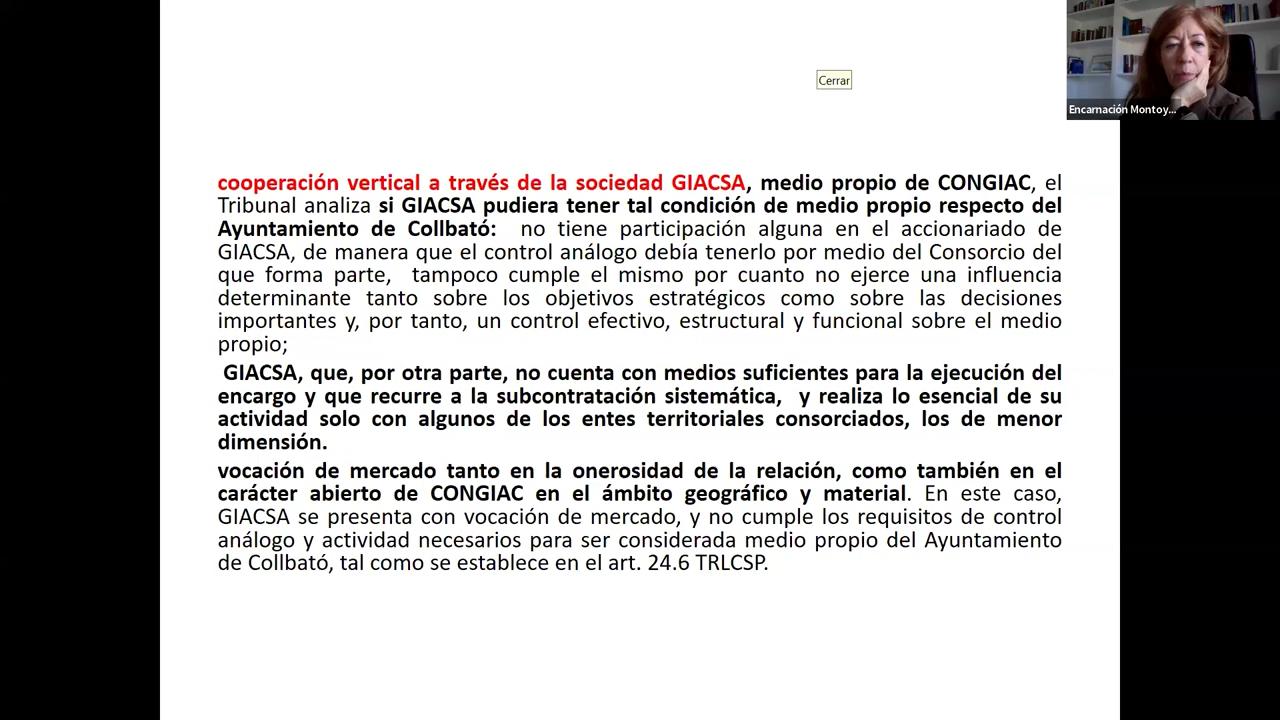 Cerrar
Encarnación Montoy...
cooperación vertical a través de la sociedad GIACSA, medio propio de CONGIAC, el
Tribunal analiza si GIACSA pudiera tener tal condición de medio propio respecto del
Ayuntamiento de Collbató: no tiene participación alguna en el accionariado de
GIACSA, de manera que el control análogo debía tenerlo por medio del Consorcio del
que forma parte, tampoco cumple el mismo por cuanto no ejerce una influencia
determinante tanto sobre los objetivos estratégicos como sobre las decisiones
importantes y, por tanto, un control efectivo, estructural y funcional sobre el medio
propio;
GIACSA, que, por otra parte, no cuenta con medios suficientes para la ejecución del
encargo y que recurre a la subcontratación sistemática, y realiza lo esencial de su
actividad solo con algunos de los entes territoriales consorciados, los de menor
dimensión.
vocación de mercado tanto en la onerosidad de la relación, como también en el
carácter abierto de CONGIAC en el ámbito geográfico y material. En este caso,
GIACSA se presenta con vocación de mercado, y no cumple los requisitos de control
análogo y actividad necesarios para ser considerada medio propio del Ayuntamiento
de Collbató, tal como se establece en el art. 24.6 TRLCSP.